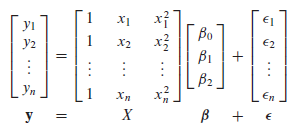 y₁ 1 x₁ x₁² ϵ₁
y₂ 1 x₂ x₂² β₀ ϵ₂
= β₁ +
⋮ ⋮ ⋮ ⋮ β₂ ⋮
yₙ 1 xₙ xₙ² ϵₙ
y = X β + ϵ